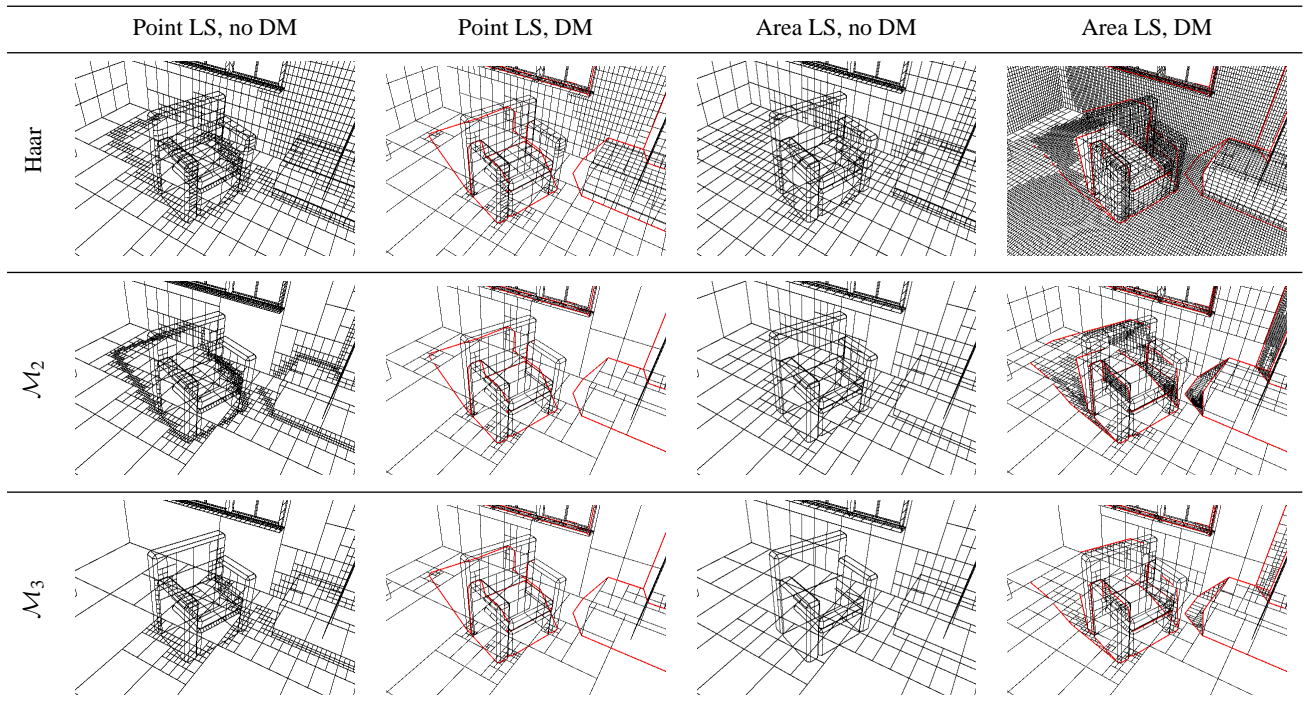 Point LS, no DM Point LS, DM Area LS, no DM Area LS, DM
Haar
M₂
M₃